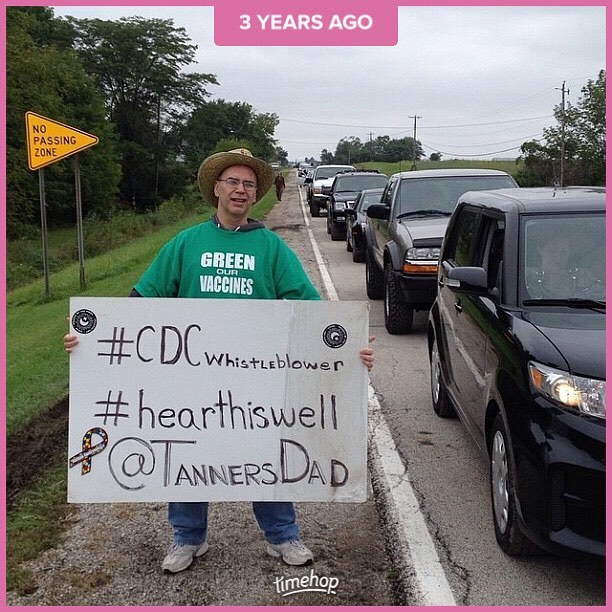 3 YEARS AGO
NO
PASSING
ZONE
GREEN
OUR
VACCINES
#CDC Whistleblower
#hearthiswell
@TANNERSDAD
timehop